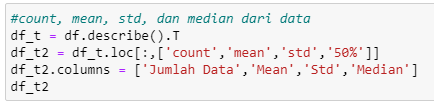 #count, mean, std, dan median dari data
df_t = df.describe().T
df_t2 = df_t.loc[:,['count','mean','std','50%']]
df_t2.columns = ['Jumlah Data','Mean','Std','Median']
df_t2